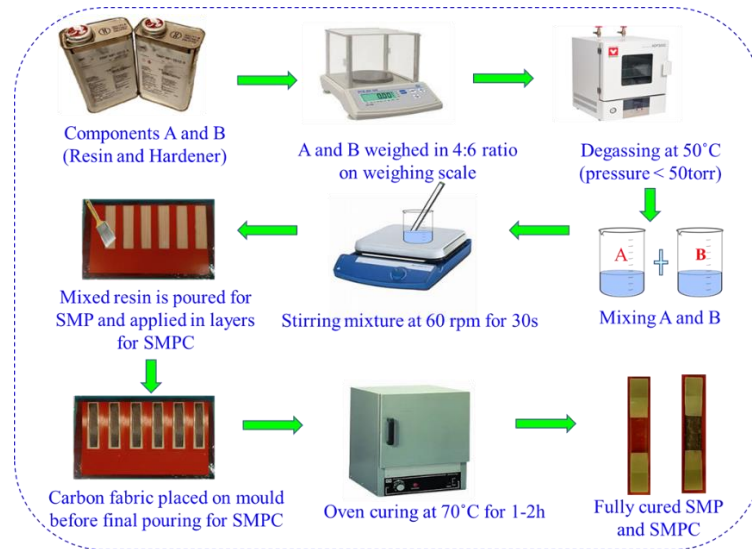 Components A and B
(Resin and Hardener)
A and B weighed in 4:6 ratio
on weighing scale
Degassing at 50˚C
(pressure < 50torr)
Mixed resin is poured for
SMP and applied in layers
for SMPC
Stirring mixture at 60 rpm for 30s
A
+
B
Mixing A and B
Carbon fabric placed on mould
before final pouring for SMPC
Oven curing at 70˚C for 1-2h
Fully cured SMP
and SMPC